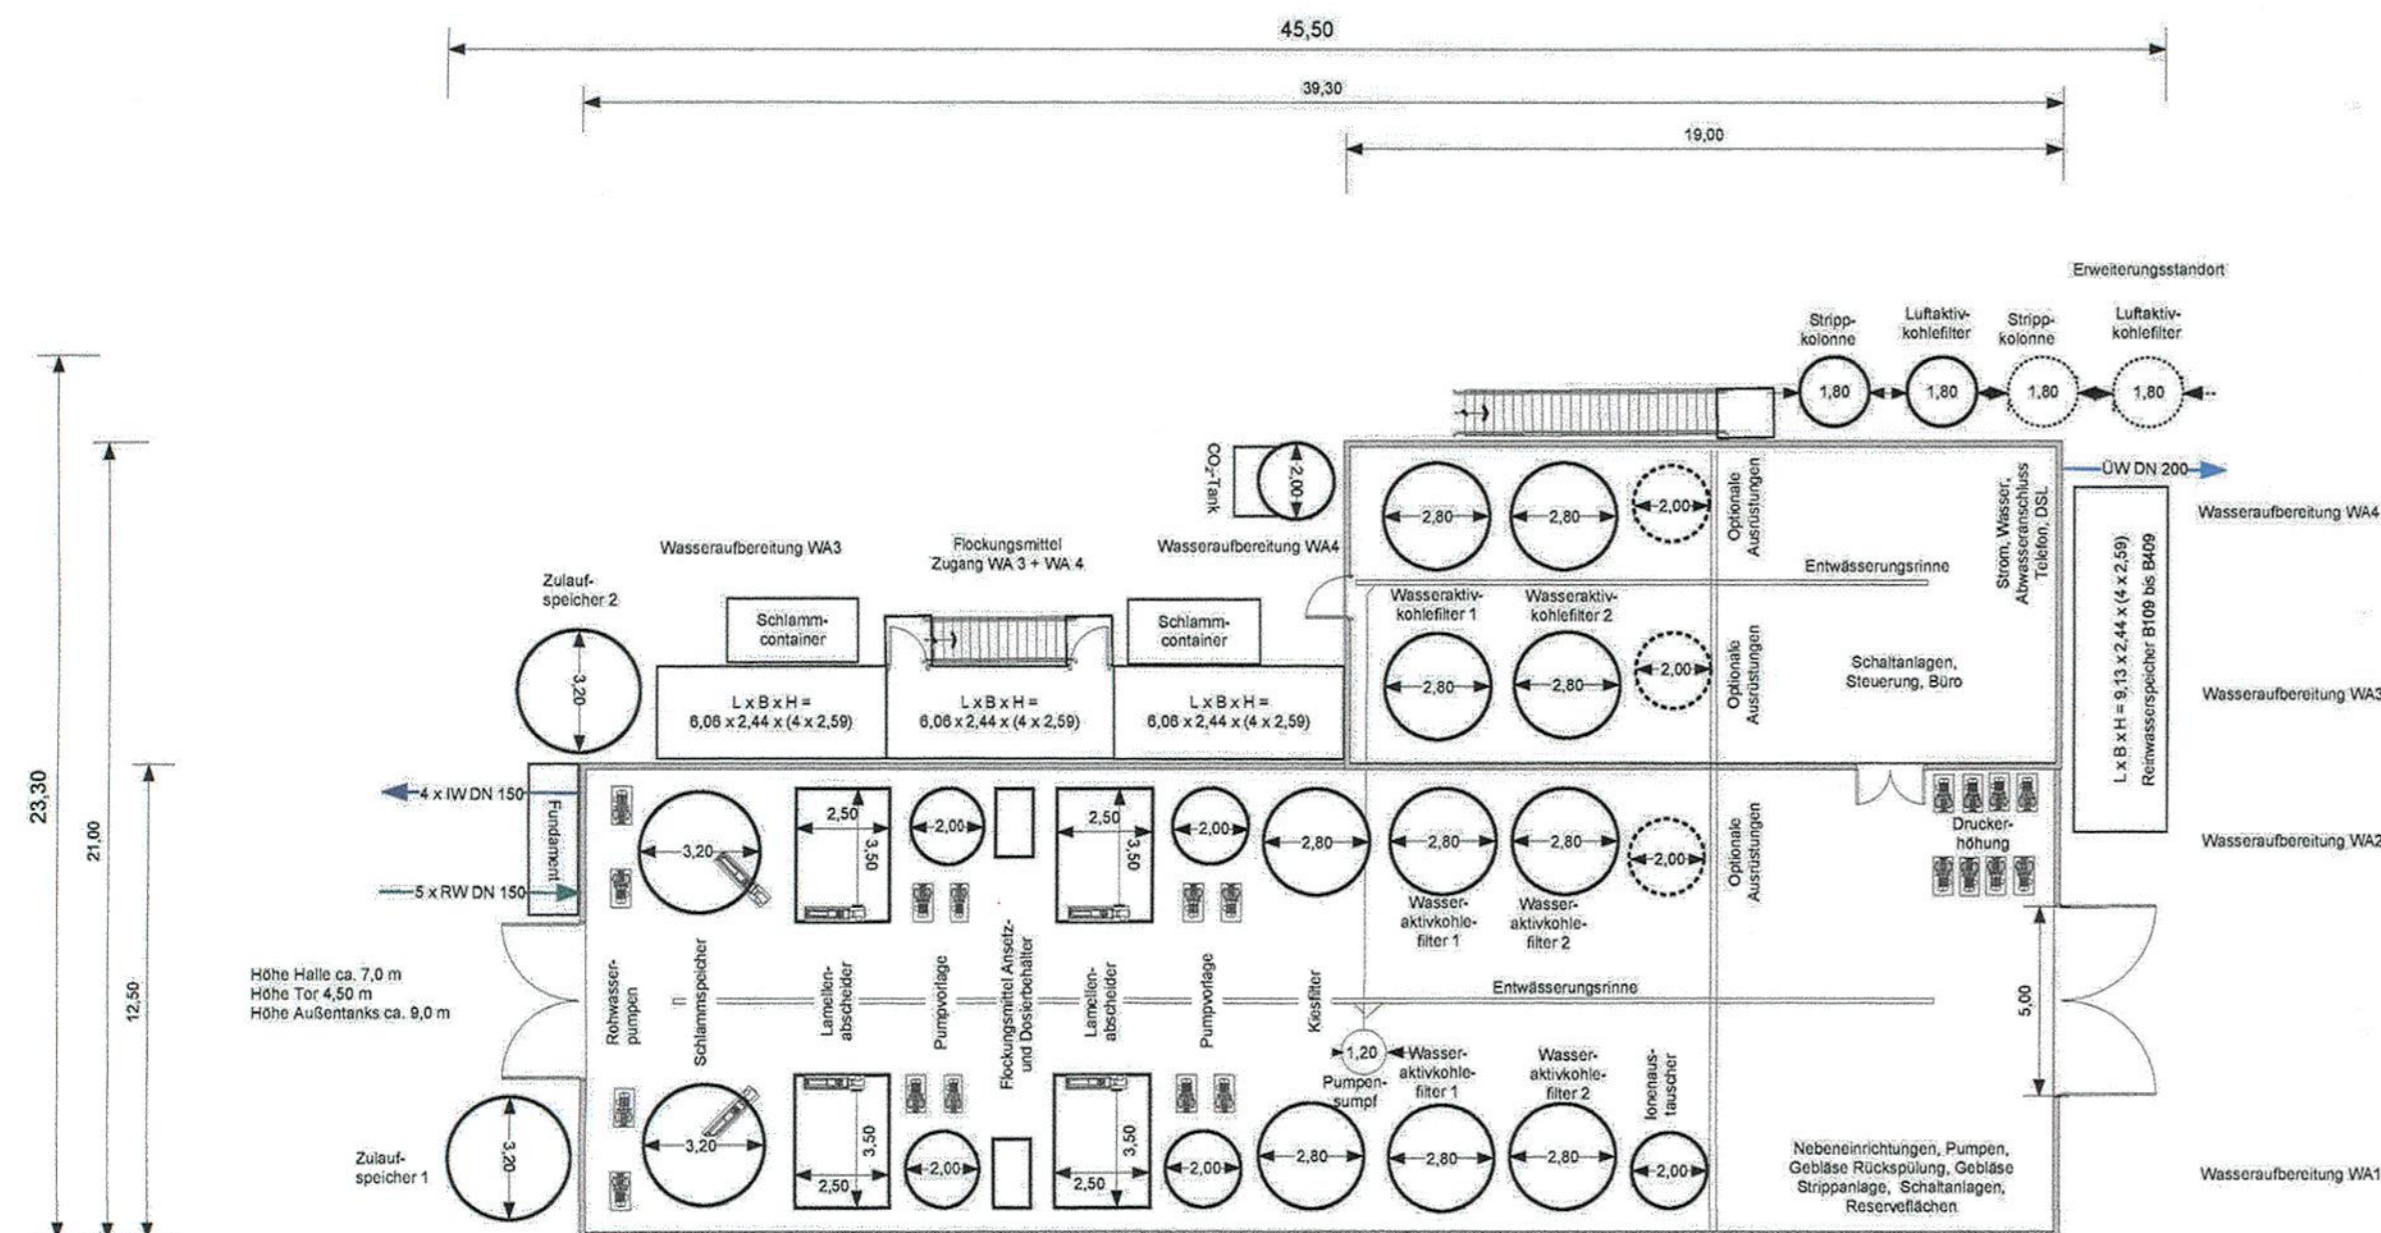 45,50
39,30
19,00
Erweiterungsstandort
Stripp-
kolonne
Luftaktiv-
kohlefilter
Stripp-
kolonne
Luftaktiv-
kohlefilter
1,80
1,80
1,80
1,80
23,30
21,00
12,50
CO₂-Tank
2,00
2,80
2,80
2,00
Optionale
Ausrüstungen
Strom, Wasser,
Abwasseranschluss
Telefon, DSL
ÜW DN 200
Wasseraufbereitung WA4
Wasseraufbereitung WA3
Flockungsmittel
Zugang WA 3 + WA 4
Wasseraufbereitung WA4
Entwässerungsrinne
Zulauf-
speicher 2
3,20
Schlamm-
container
Schlamm-
container
Wasseraktiv-
kohlefilter 1
Wasseraktiv-
kohlefilter 2
L x B x H =
6,06 x 2,44 x (4 x 2,59)
L x B x H =
6,06 x 2,44 x (4 x 2,59)
L x B x H =
6,06 x 2,44 x (4 x 2,59)
2,80
2,80
2,00
Optionale
Ausrüstungen
Schaltanlagen,
Steuerung, Büro
L x B x H = 9,13 x 2,44 x (4 x 2,59)
Reinwasserspeicher B109 bis B409
Wasseraufbereitung WA3
4 x IW DN 150
5 x RW DN 150
Fundament
3,20
2,50
3,50
2,00
2,50
3,50
2,00
2,80
2,80
2,80
2,00
Optionale
Ausrüstungen
Drucker-
höhung
Wasseraufbereitung WA2
Wasser-
aktivkohle-
filter 1
Wasser-
aktivkohle-
filter 2
Höhe Halle ca. 7,0 m
Höhe Tor 4,50 m
Höhe Außentanks ca. 9,0 m
Rohwasser-
pumpen
Schlammspeicher
Lamellen-
abscheider
Pumpvorlage
Flockungsmittel Ansetz-
und Dosierbehälter
Lamellen-
abscheider
Pumpvorlage
Kiesfilter
Entwässerungsrinne
5,00
1,20
Pumpen-
sumpf
Wasser-
aktivkohle-
filter 1
Wasser-
aktivkohle-
filter 2
Ionenaus-
tauscher
Zulauf-
speicher 1
3,20
3,20
2,50
3,50
2,00
2,50
3,50
2,00
2,80
2,80
2,80
2,00
Nebeneinrichtungen, Pumpen,
Gebläse Rückspülung, Gebläse
Strippanlage, Schaltanlagen,
Reserveflächen
Wasseraufbereitung WA1